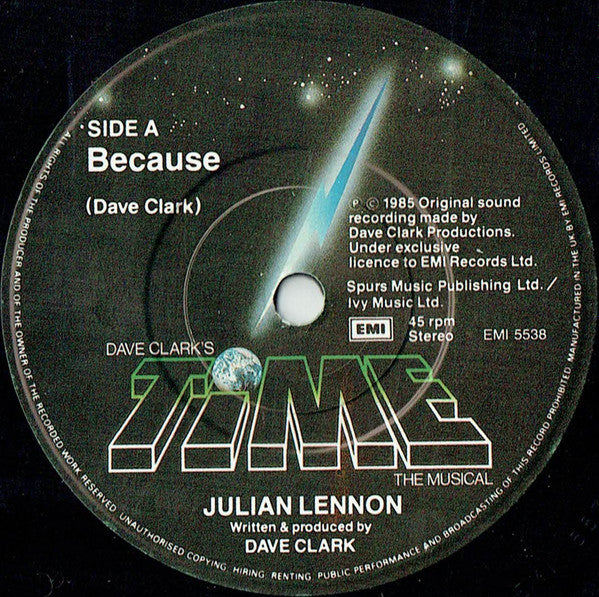 SIDE A
Because
(Dave Clark)
℗ © 1985 Original sound
recording made by
Dave Clark Productions.
Under exclusive
licence to EMI Records Ltd.
Spurs Music Publishing Ltd./
Ivy Music Ltd.
EMI
45 rpm
Stereo
EMI 5538
DAVE CLARK'S
TiME
THE MUSICAL
JULIAN LENNON
Written & produced by
DAVE CLARK
ALL RIGHTS OF THE PRODUCER AND OF THE OWNER OF THE RECORDED WORK RESERVED. UNAUTHORISED COPYING, HIRING, RENTING, PUBLIC PERFORMANCE AND BROADCASTING OF THIS RECORD PROHIBITED. MANUFACTURED IN THE UK BY EMI RECORDS LIMITED